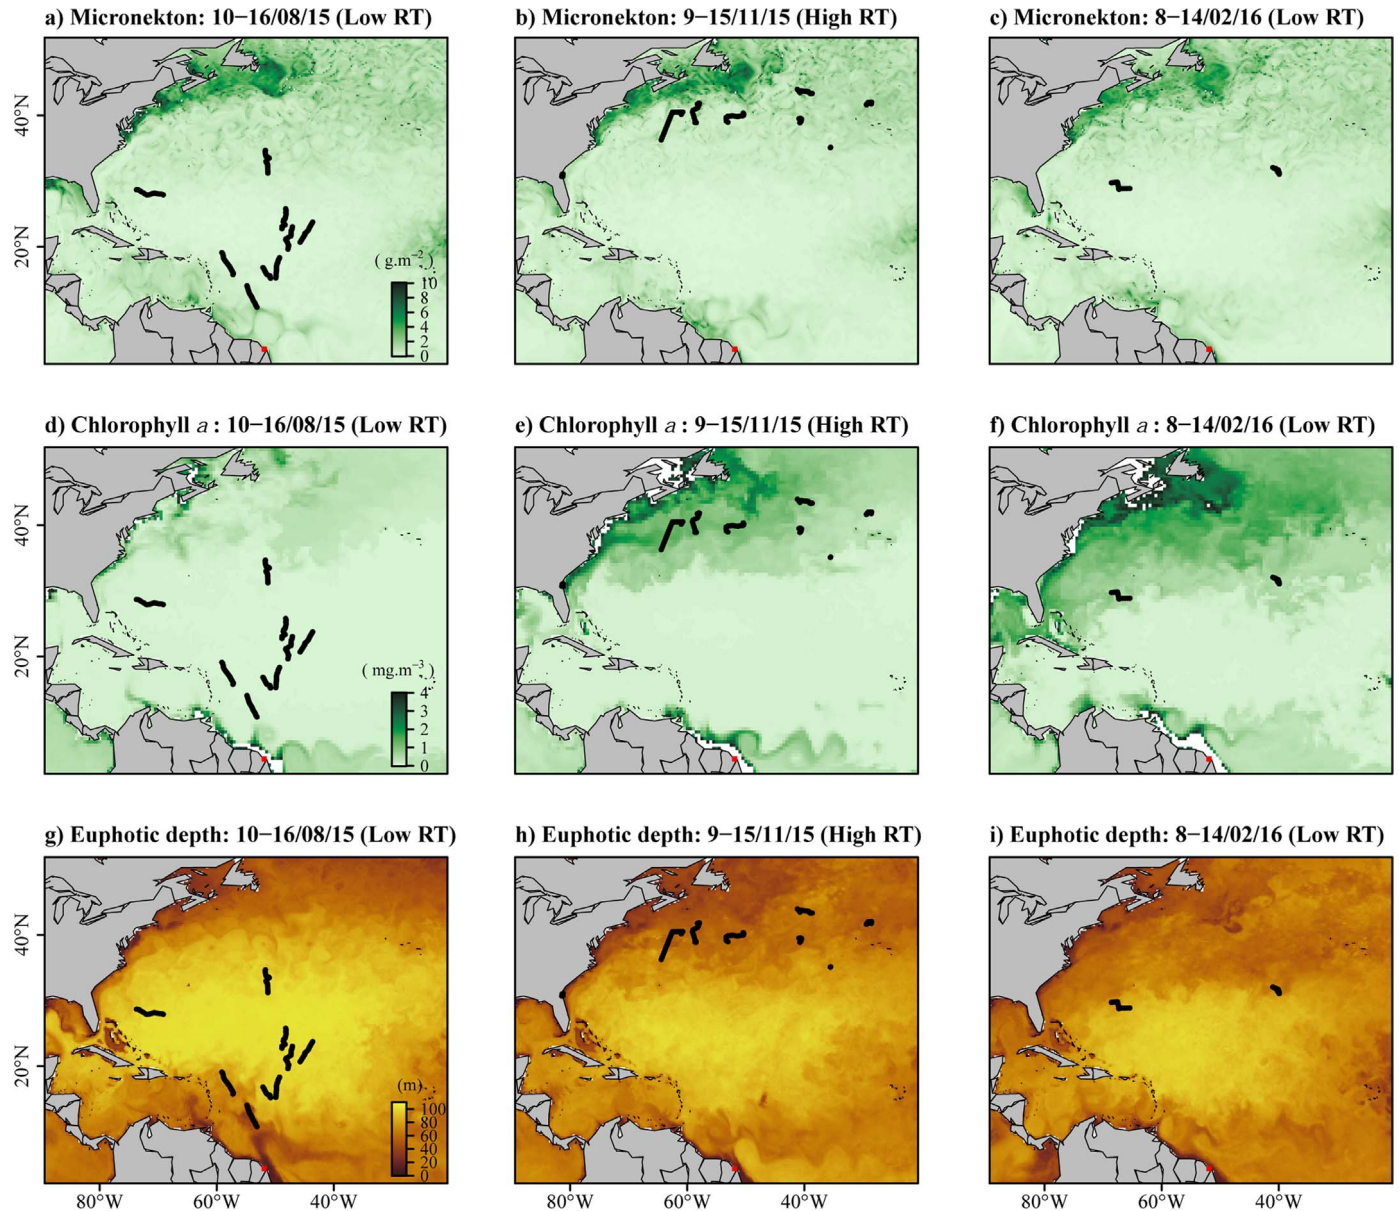 a) Micronekton: 10−16/08/15 (Low RT)
b) Micronekton: 9−15/11/15 (High RT)
c) Micronekton: 8−14/02/16 (Low RT)
40°N
20°N
( g.m−2 )
10
8
6
4
2
0
d) Chlorophyll a : 10−16/08/15 (Low RT)
e) Chlorophyll a : 9−15/11/15 (High RT)
f) Chlorophyll a : 8−14/02/16 (Low RT)
40°N
20°N
( mg.m−3 )
4
3
2
1
0
g) Euphotic depth: 10−16/08/15 (Low RT)
h) Euphotic depth: 9−15/11/15 (High RT)
i) Euphotic depth: 8−14/02/16 (Low RT)
40°N
20°N
(m)
100
80
60
40
20
0
80°W 60°W 40°W
80°W 60°W 40°W
80°W 60°W 40°W